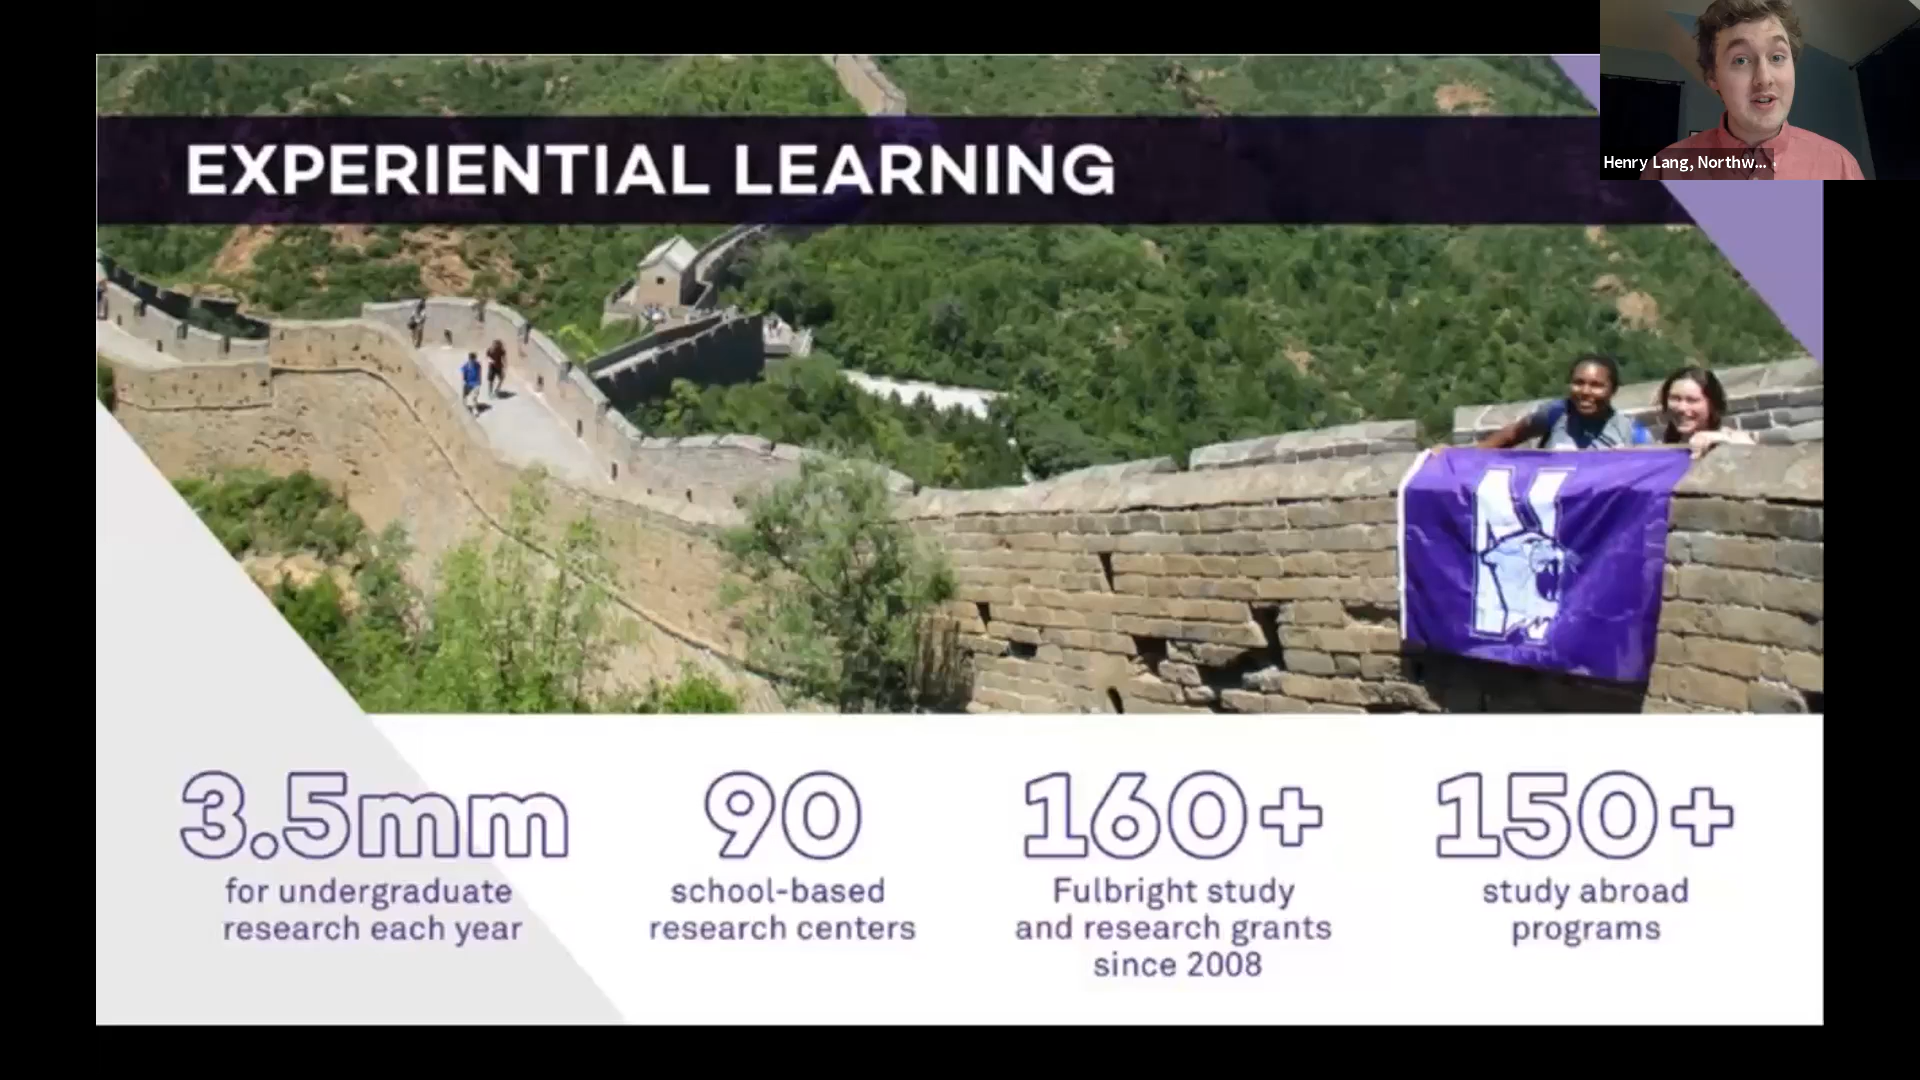 Henry Lang, Northw...
EXPERIENTIAL LEARNING
3.5mm
for undergraduate
research each year
90
school-based
research centers
160+
Fulbright study
and research grants
since 2008
150+
study abroad
programs
N